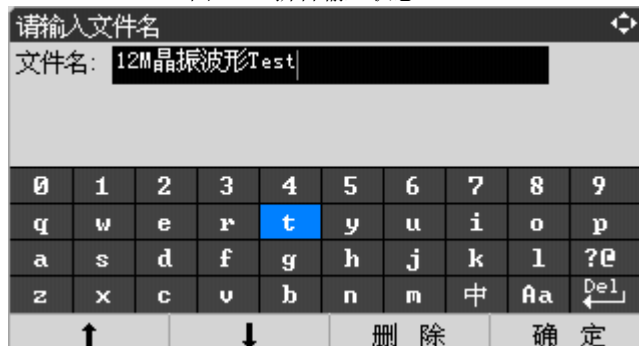 请输入文件名
文件名: 12M晶振波形Test
0 1 2 3 4 5 6 7 8 9
q w e r t y u i o p
a s d f g h j k l ?@
z x c v b n m 中 Aa Del
↑ ↓ 删 除 确 定